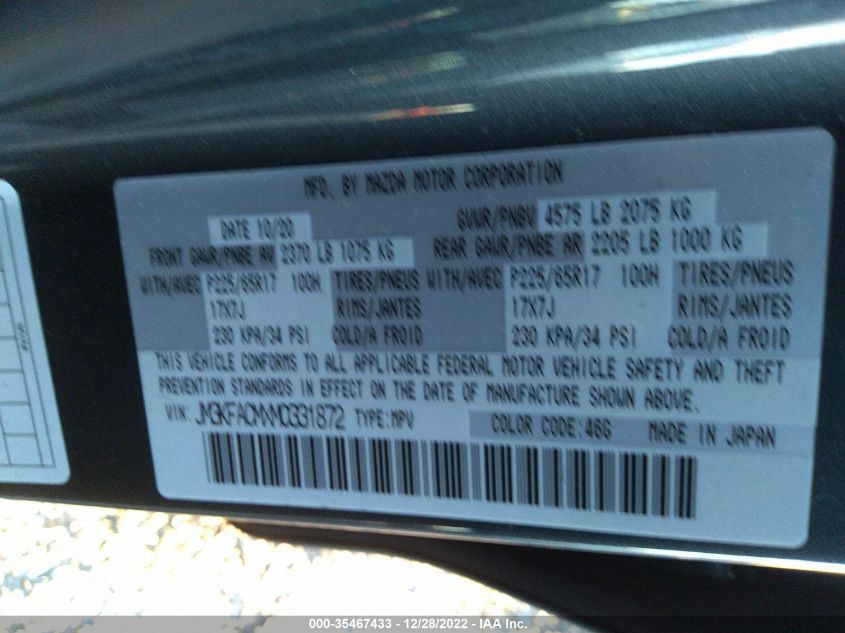 MFD. BY MAZDA MOTOR CORPORATION
DATE 10/20 GVWR/PNBV 4575 LB 2075 KG
FRONT GAWR/PNBE AV 2370 LB 1075 KG REAR GAWR/PNBE AR 2205 LB 1000 KG
WITH/AVEC P225/65R17 100H TIRES/PNEUS WITH/AVEC P225/65R17 100H TIRES/PNEUS
17X7J RIMS/JANTES 17X7J RIMS/JANTES
230 KPA/34 PSI COLD/A FROID 230 KPA/34 PSI COLD/A FROID
THIS VEHICLE CONFORMS TO ALL APPLICABLE FEDERAL MOTOR VEHICLE SAFETY AND THEFT
PREVENTION STANDARDS IN EFFECT ON THE DATE OF MANUFACTURE SHOWN ABOVE.
VIN: JM3KFACMXM0331872 TYPE:MPV COLOR CODE:46G MADE IN JAPAN
000-35467433 - 12/28/2022 - IAA Inc.